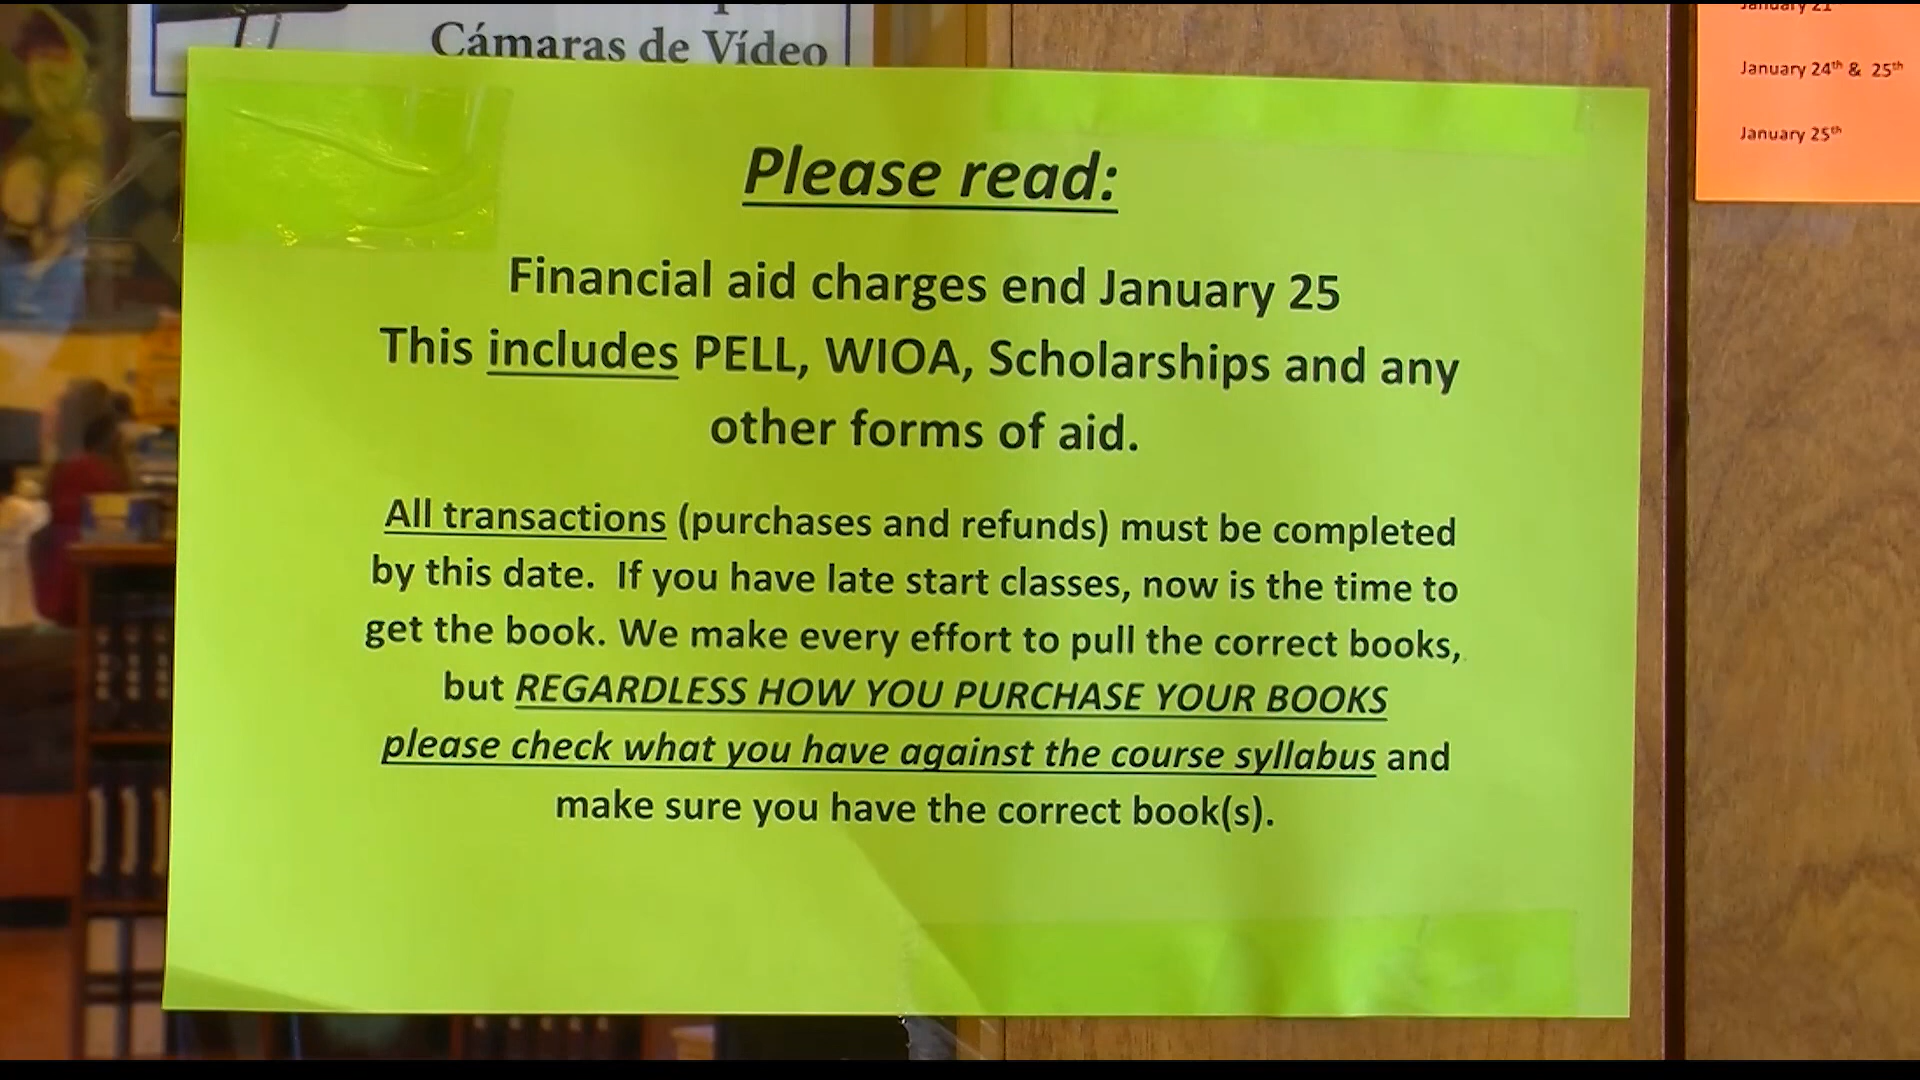 Cámaras de Vídeo
Please read:
Financial aid charges end January 25
This includes PELL, WIOA, Scholarships and any
other forms of aid.
All transactions (purchases and refunds) must be completed
by this date. If you have late start classes, now is the time to
get the book. We make every effort to pull the correct books,
but REGARDLESS HOW YOU PURCHASE YOUR BOOKS
please check what you have against the course syllabus and
make sure you have the correct book(s).
January 21
January 24th & 25th
January 25th